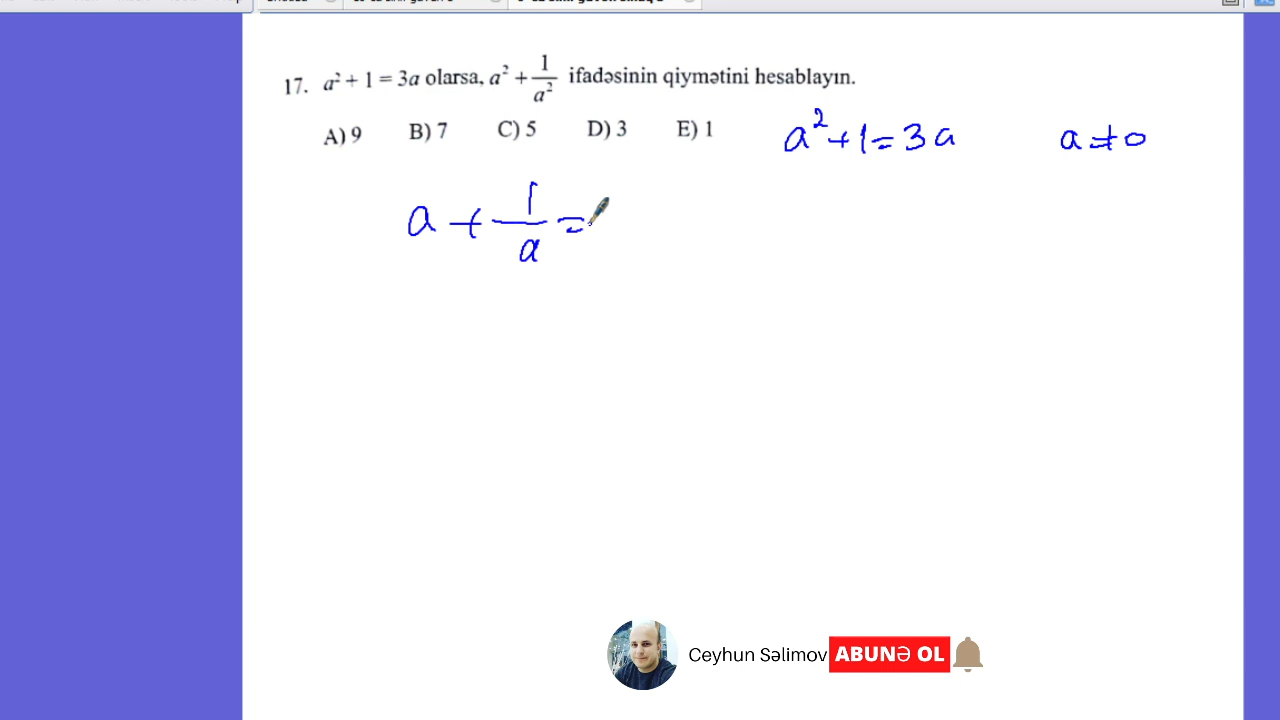 17. a² + 1 = 3a olarsa, a² + 1/a² ifadəsinin qiymətini hesablayın.
A) 9 B) 7 C) 5 D) 3 E) 1
a² + 1 = 3a a ≠ 0
a + 1/a =
Ceyhun Səlimov ABUNƏ OL